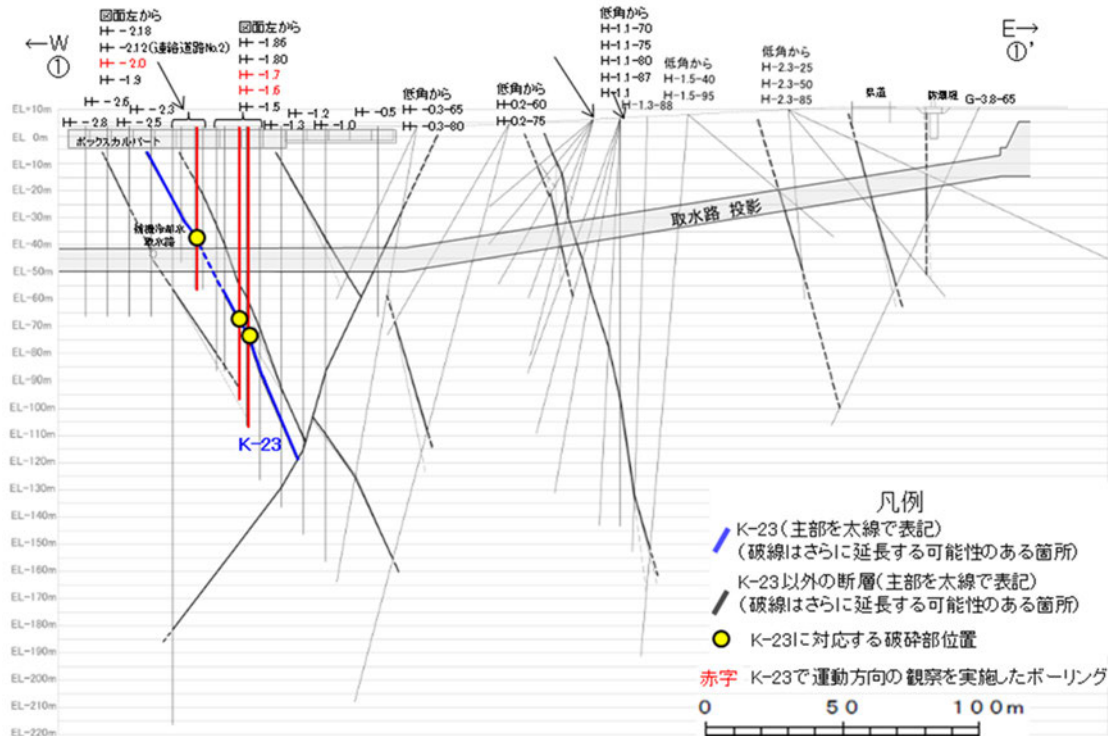 ←W
①
図面左から
H- -2.18
H- -2.12(連絡道路No.2)
H- -2.0
H- -1.9
図面左から
H- -1.85
H- -1.80
H- -1.7
H- -1.6
H- -1.5
低角から
H--0.3-65
H--0.3-80
低角から
H-0.2-60
H-0.2-75
低角から
H-1.1-70
H-1.1-75
H-1.1-80
H-1.1-87
H-1.1
H-1.3-88
低角から
H-1.5-40
H-1.5-95
低角から
H-2.3-25
H-2.3-50
H-2.3-85
E→
①'
県道
防潮堤
G-3.8-65
H- -2.6
H- -2.3
H- -2.8
H- -2.5
H- -1.3
H- -1.2
H- -1.0
H- -0.5
ボックスカルバート
補機冷却水
取水路
取水路 投影
K-23
EL+10m
EL 0m
EL-10m
EL-20m
EL-30m
EL-40m
EL-50m
EL-60m
EL-70m
EL-80m
EL-90m
EL-100m
EL-110m
EL-120m
EL-130m
EL-140m
EL-150m
EL-160m
EL-170m
EL-180m
EL-190m
EL-200m
EL-210m
EL-220m
凡例
K-23(主部を太線で表記)
(破線はさらに延長する可能性のある箇所)
K-23以外の断層(主部を太線で表記)
(破線はさらに延長する可能性のある箇所)
K-23に対応する破砕部位置
赤字 K-23で運動方向の観察を実施したボーリング
0 50 100m